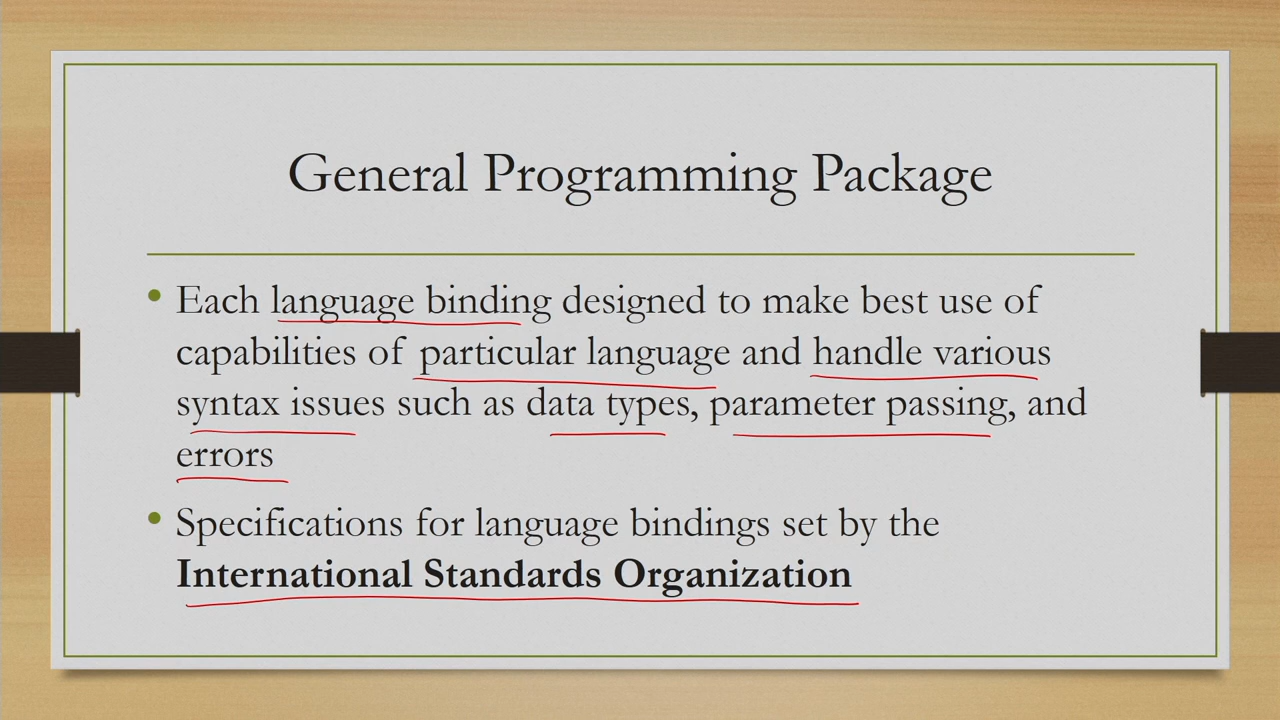 General Programming Package
• Each language binding designed to make best use of
capabilities of particular language and handle various
syntax issues such as data types, parameter passing, and
errors
• Specifications for language bindings set by the
International Standards Organization